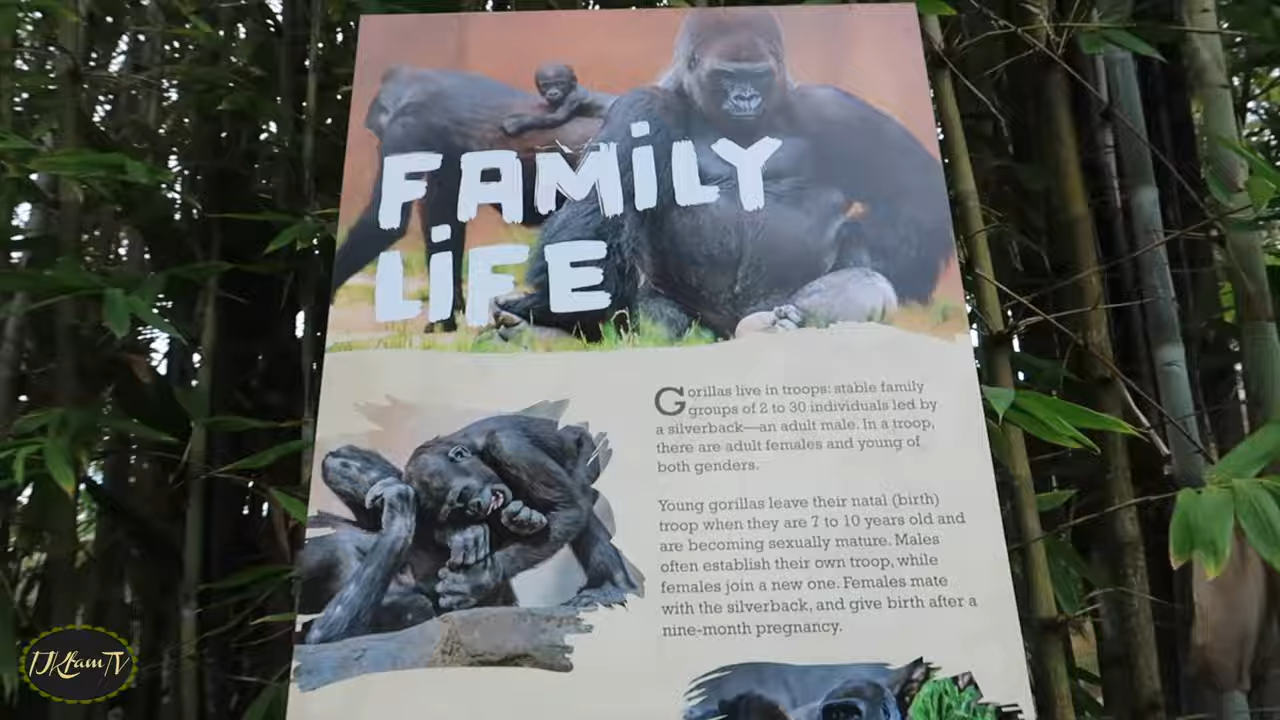 FAMiLY
LiFE
Gorillas live in troops: stable family
groups of 2 to 30 individuals led by
a silverback—an adult male. In a troop,
there are adult females and young of
both genders.
Young gorillas leave their natal (birth)
troop when they are 7 to 10 years old and
are becoming sexually mature. Males
often establish their own troop, while
females join a new one. Females mate
with the silverback, and give birth after a
nine-month pregnancy.